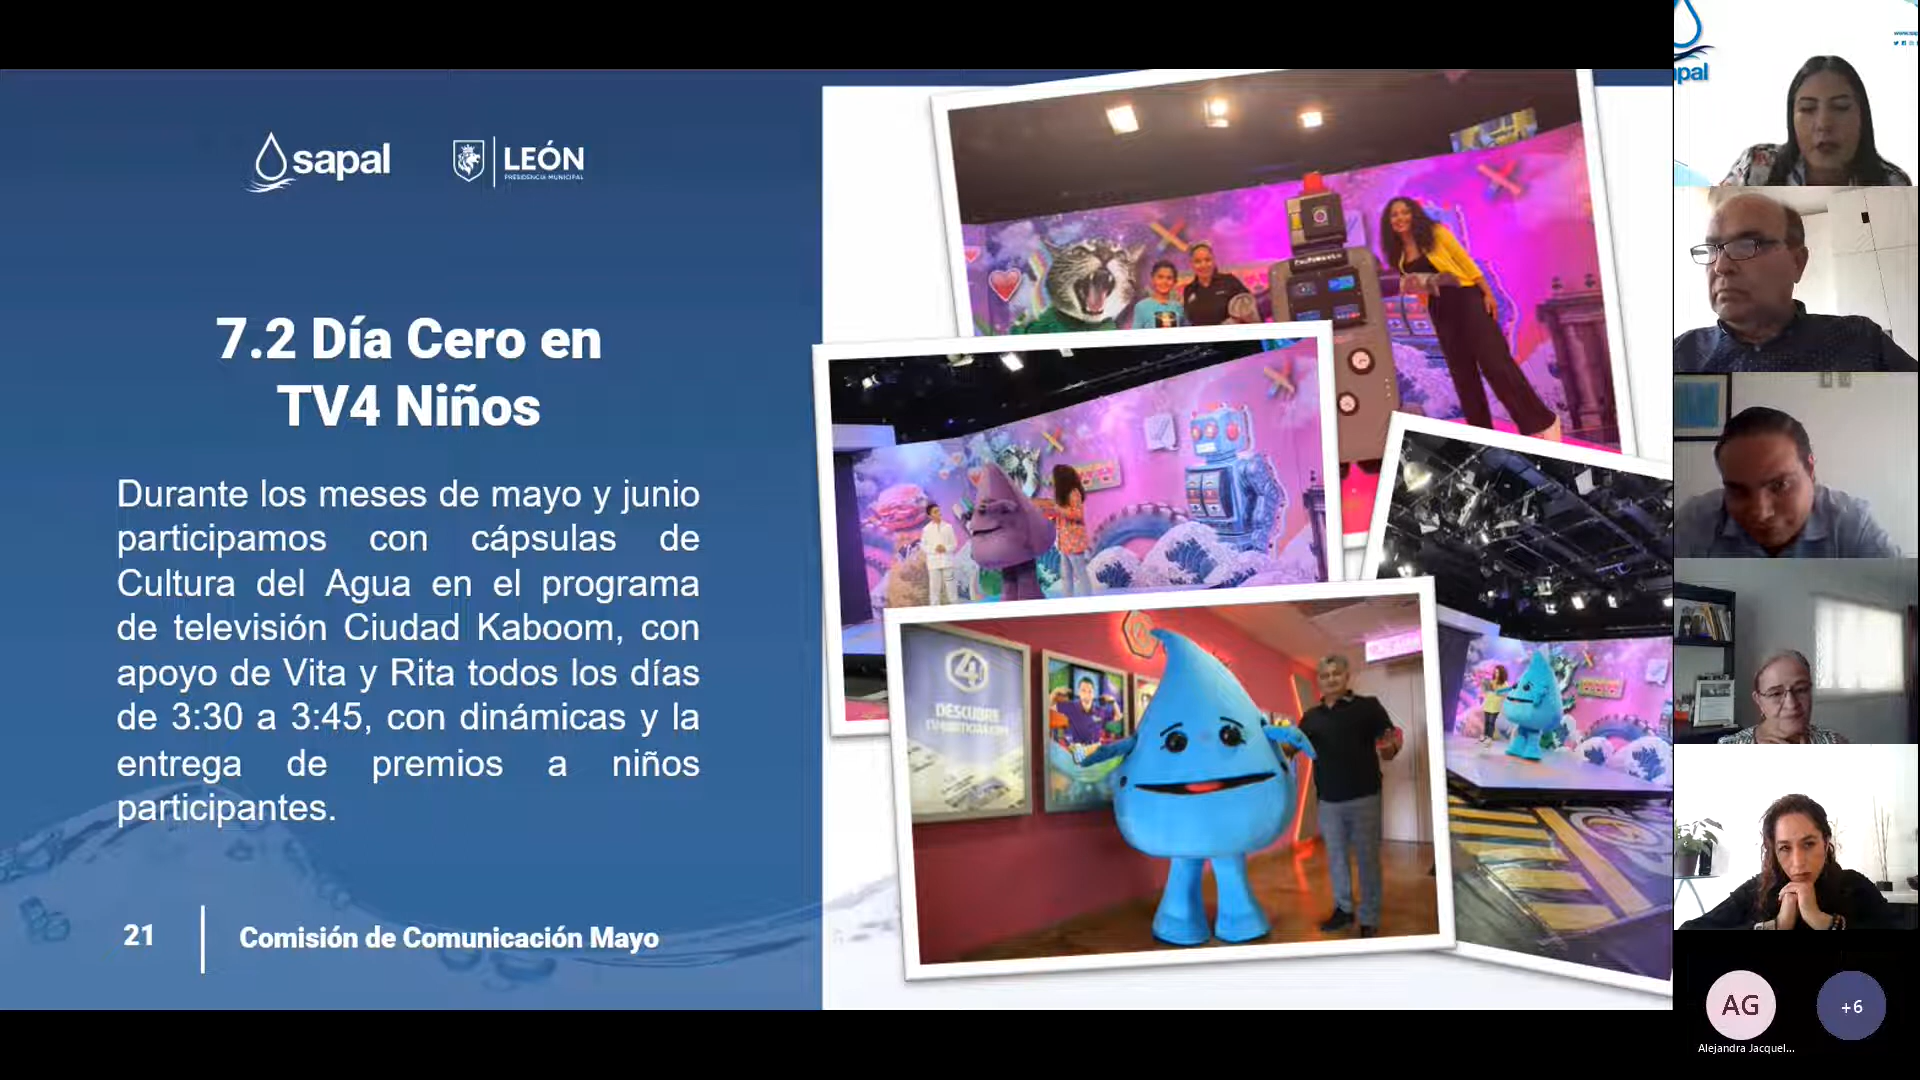 sapal
LEÓN
PRESIDENCIA MUNICIPAL
7.2 Día Cero en
TV4 Niños
Durante los meses de mayo y junio
participamos con cápsulas de
Cultura del Agua en el programa
de televisión Ciudad Kaboom, con
apoyo de Vita y Rita todos los días
de 3:30 a 3:45, con dinámicas y la
entrega de premios a niños
participantes.
21
Comisión de Comunicación Mayo
4
DESCUBRE
AG
+6
Alejandra Jacquel...